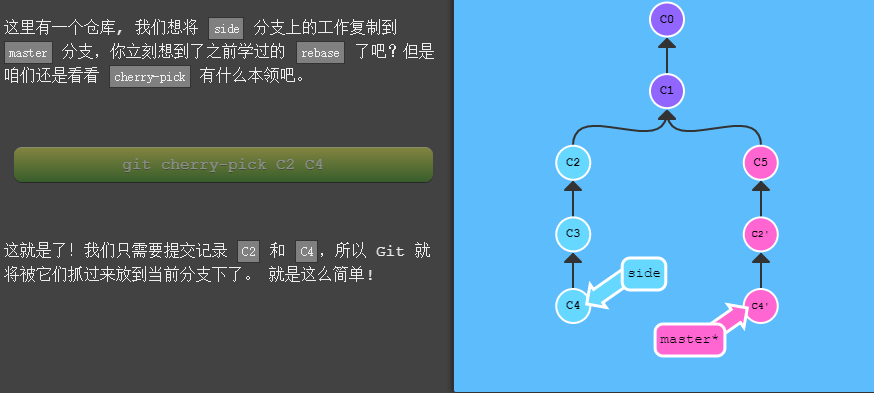 这里有一个仓库, 我们想将 side 分支上的工作复制到
master 分支，你立刻想到了之前学过的 rebase 了吧？但是
咱们还是看看 cherry-pick 有什么本领吧。
git cherry-pick C2 C4
这就是了！我们只需要提交记录 C2 和 C4，所以 Git 就
将被它们抓过来放到当前分支下了。 就是这么简单!
C0
C1
C2
C5
C3
C2'
side
C4
C4'
master*